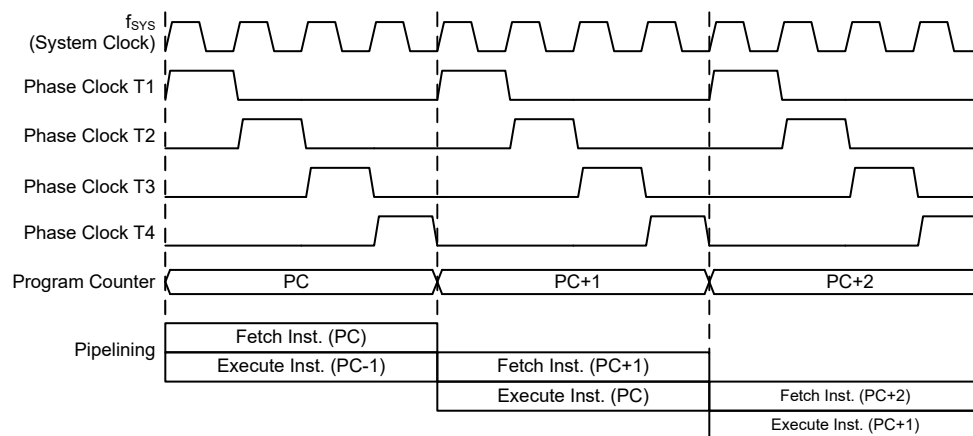 fSYS
(System Clock)
Phase Clock T1
Phase Clock T2
Phase Clock T3
Phase Clock T4
Program Counter PC PC+1 PC+2
Pipelining
Fetch Inst. (PC)
Execute Inst. (PC-1) Fetch Inst. (PC+1)
Execute Inst. (PC) Fetch Inst. (PC+2)
Execute Inst. (PC+1)